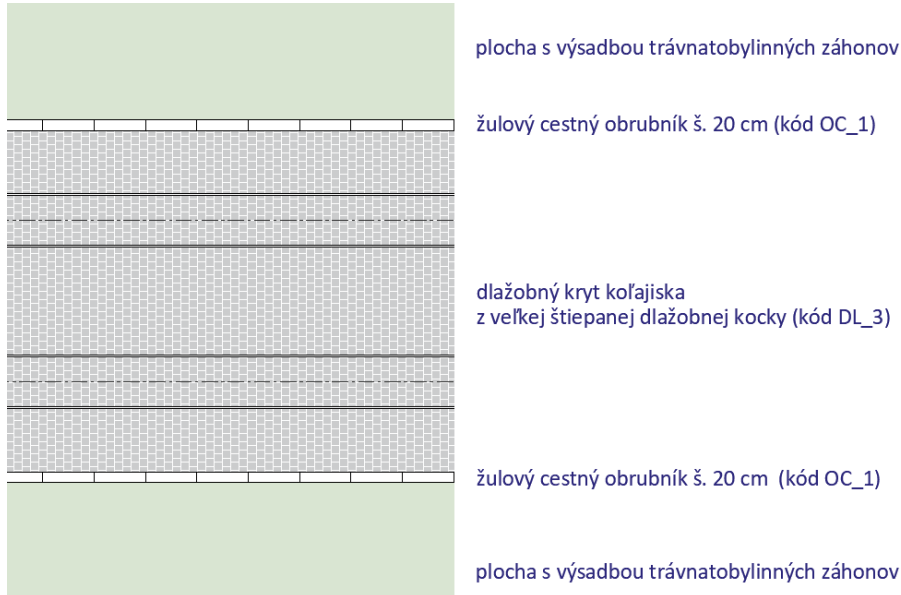 plocha s výsadbou trávnatobylinných záhonov
žulový cestný obrubník š. 20 cm (kód OC_1)
dlažobný kryt koľajiska
z veľkej štiepanej dlažobnej kocky (kód DL_3)
žulový cestný obrubník š. 20 cm (kód OC_1)
plocha s výsadbou trávnatobylinných záhonov